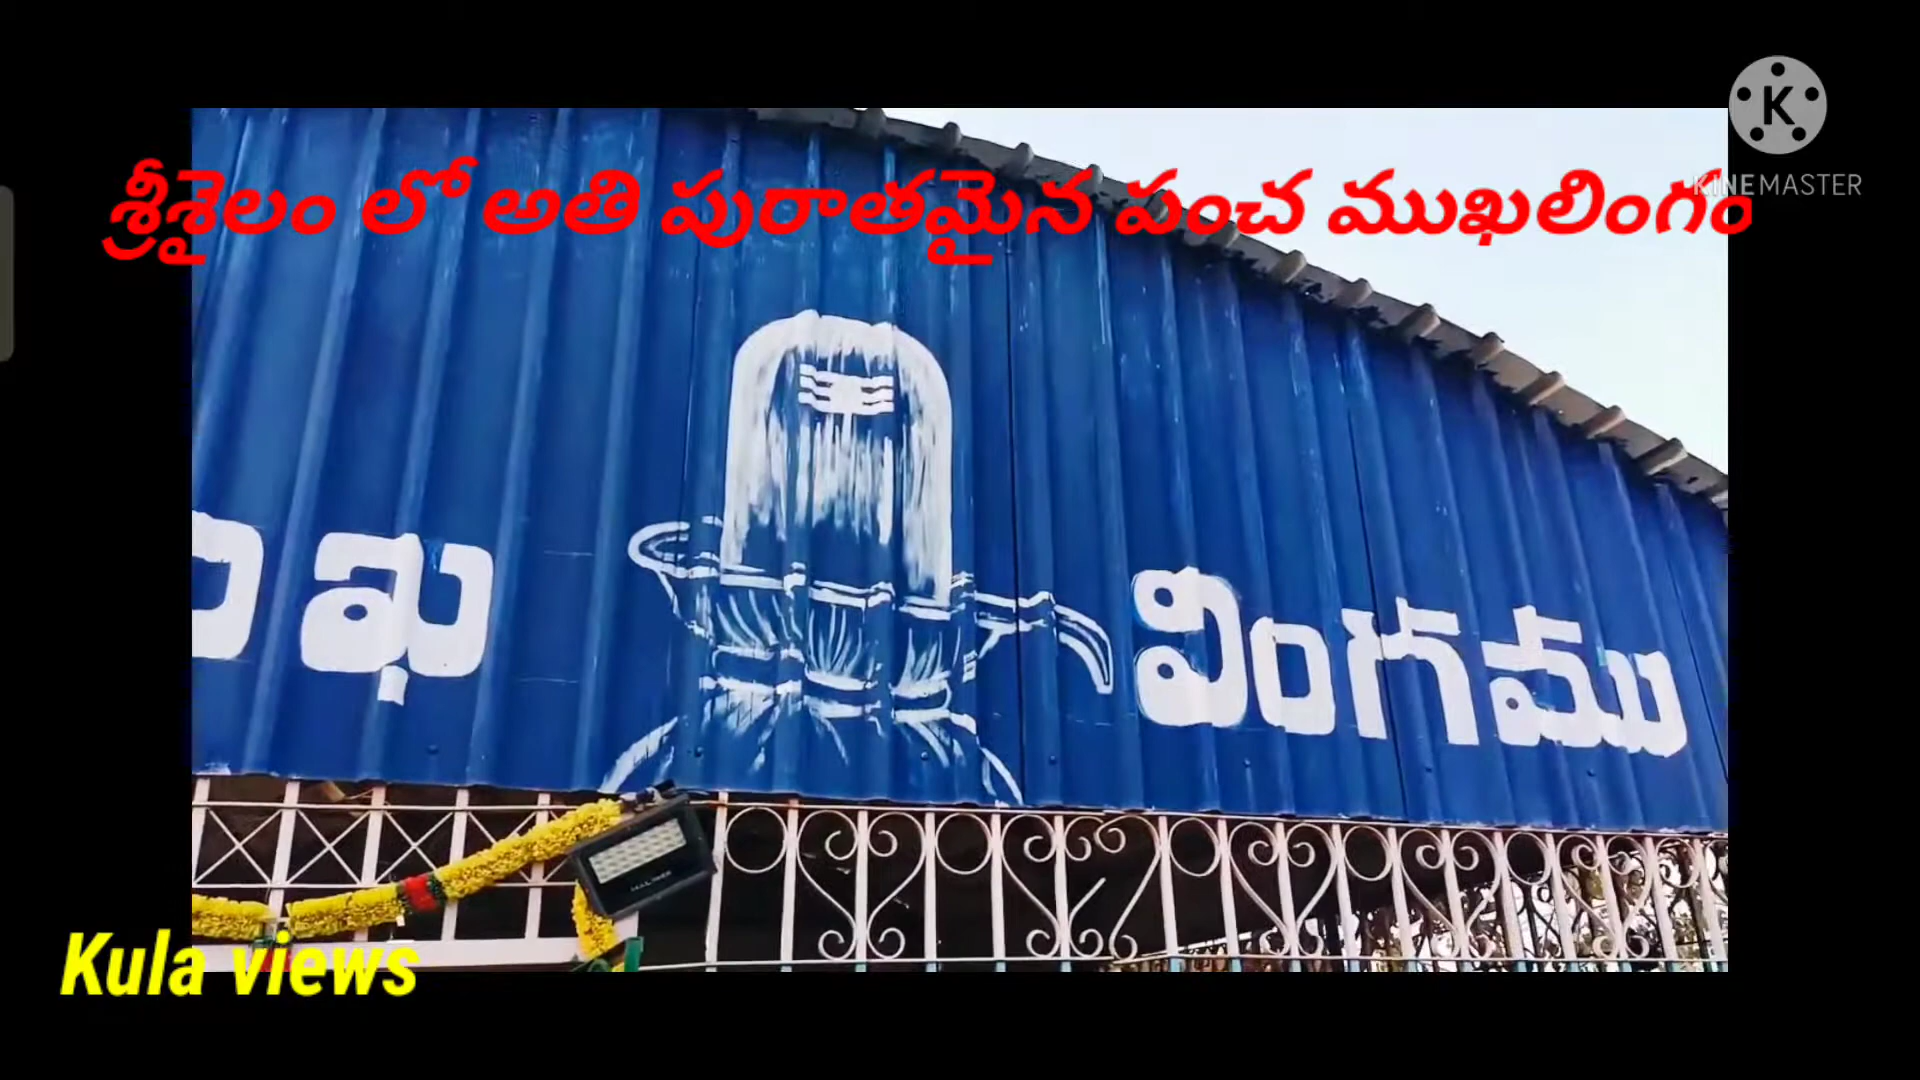 శ్రీశైలం లో అతి పురాతమైన పంచ ముఖలింగం
KINEMASTER
ఖ లింగము
Kula views